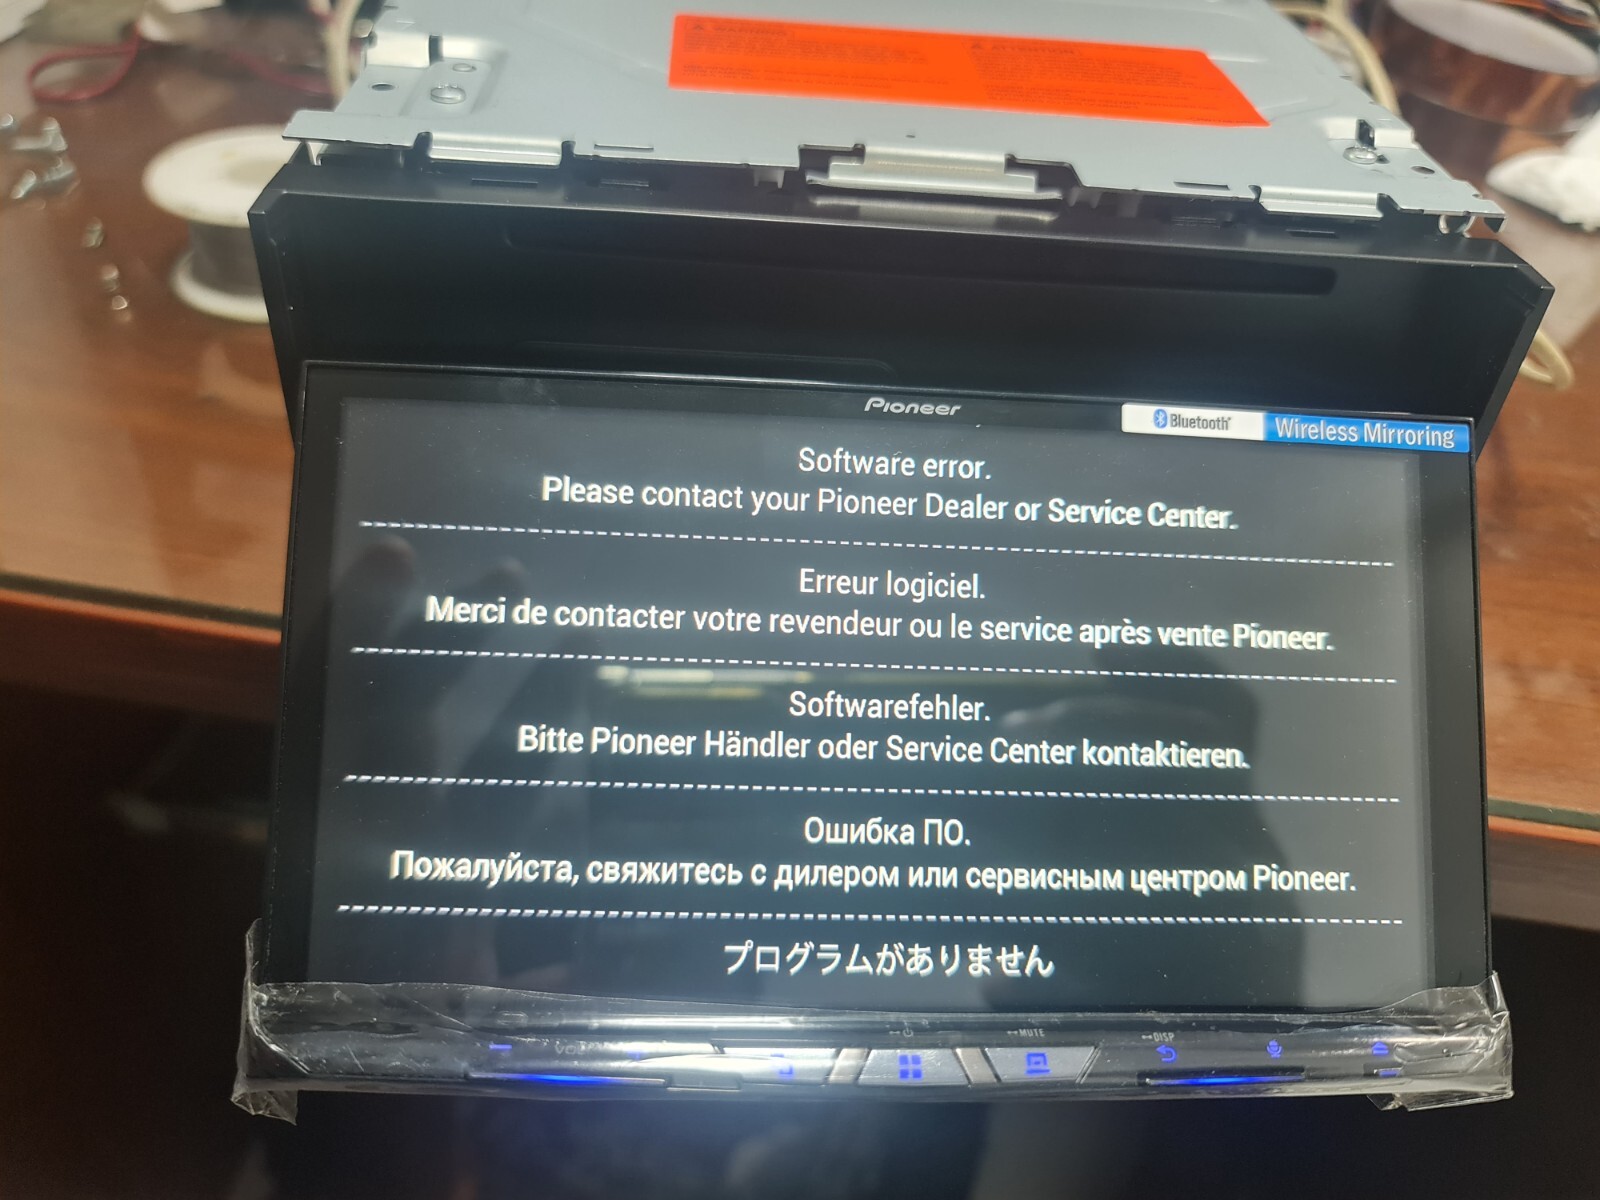 WARNING
ATTENTION
Pioneer
Bluetooth
Wireless Mirroring
Software error.
Please contact your Pioneer Dealer or Service Center.
Erreur logiciel.
Merci de contacter votre revendeur ou le service après vente Pioneer.
Softwarefehler.
Bitte Pioneer Händler oder Service Center kontaktieren.
Ошибка ПО.
Пожалуйста, свяжитесь с дилером или сервисным центром Pioneer.
プログラムがありません
VOL
MUTE
DISP